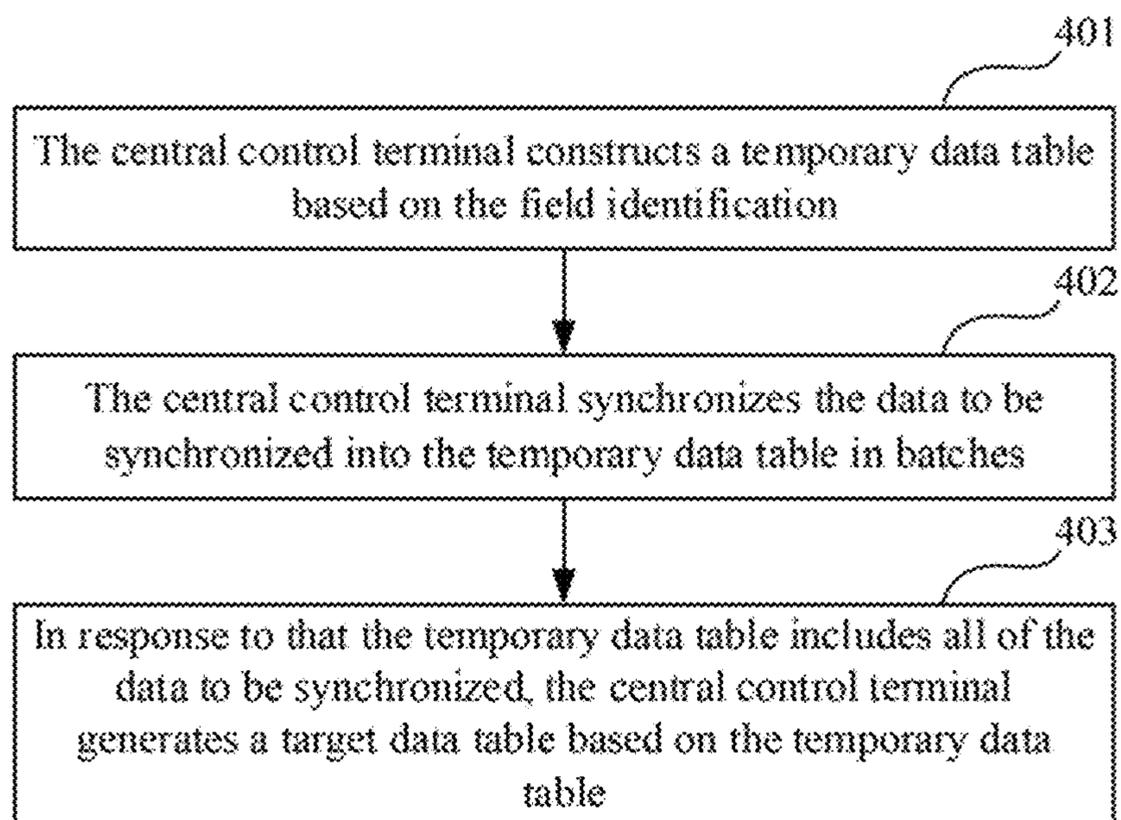 401
The central control terminal constructs a temporary data table
based on the field identification
402
The central control terminal synchronizes the data to be
synchronized into the temporary data table in batches
403
In response to that the temporary data table includes all of the
data to be synchronized, the central control terminal
generates a target data table based on the temporary data
table